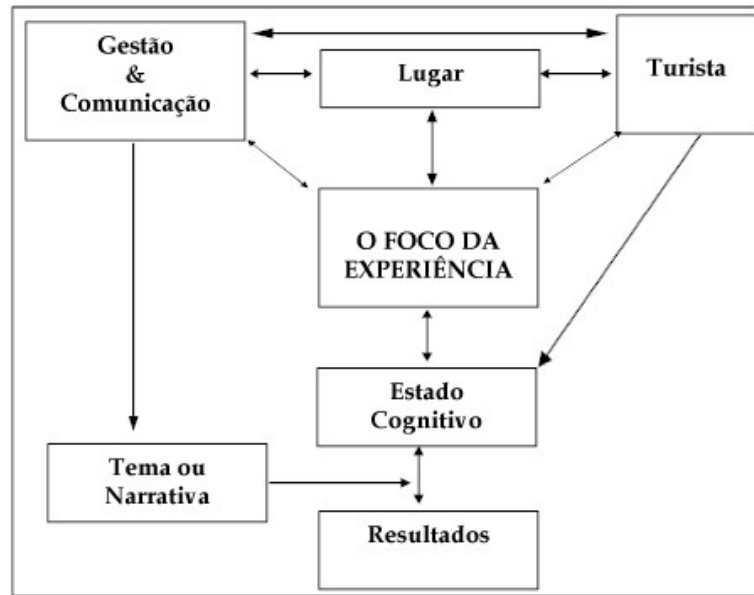 Gestão
&
Comunicação
Lugar
Turista
O FOCO DA
EXPERIÊNCIA
Estado
Cognitivo
Tema ou
Narrativa
Resultados